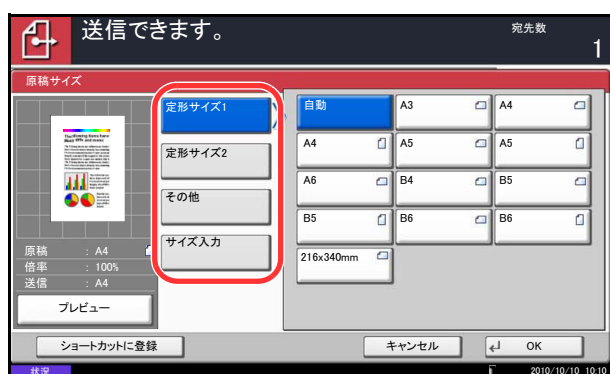 送信できます。
宛先数
1
原稿サイズ
定形サイズ1
定形サイズ2
その他
サイズ入力
自動
A3
A4
A4
A5
A5
A6
B4
B5
B5
B6
B6
216x340mm
原稿 : A4
倍率 : 100%
送信 : A4
プレビュー
ショートカットに登録
キャンセル
OK
状況
2010/10/10 10:10